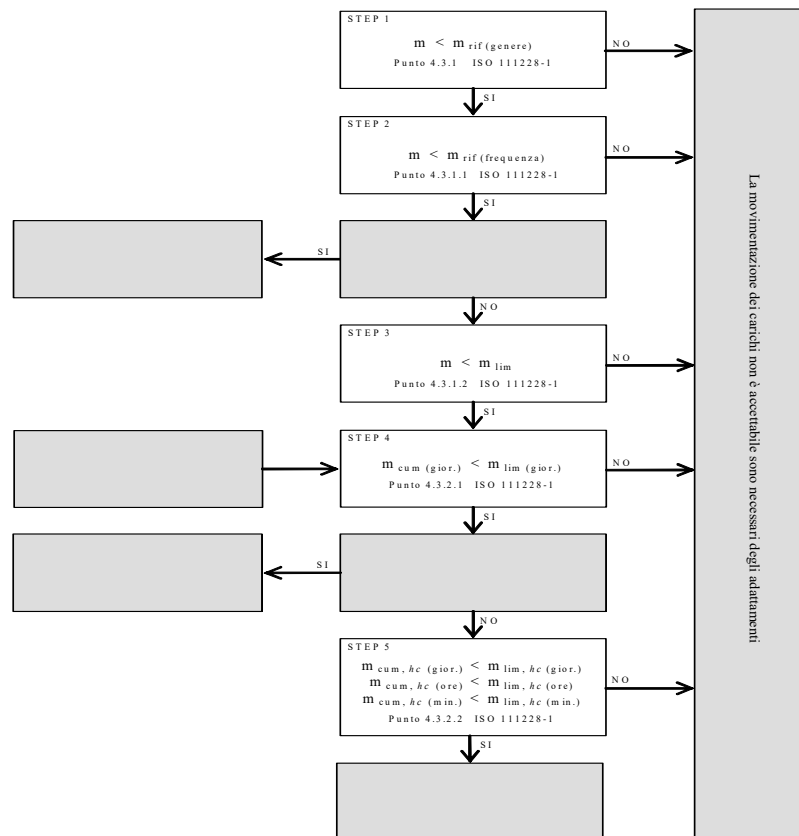 STEP 1
m < m rif (genere)
Punto 4.3.1 ISO 111228-1
NO
SI
STEP 2
m < m rif (frequenza)
Punto 4.3.1.1 ISO 111228-1
NO
SI
SI
NO
STEP 3
m < m lim
Punto 4.3.1.2 ISO 111228-1
NO
SI
STEP 4
m cum (gior.) < m lim (gior.)
Punto 4.3.2.1 ISO 111228-1
NO
SI
SI
NO
STEP 5
m cum, hc (gior.) < m lim, hc (gior.)
m cum, hc (ore) < m lim, hc (ore)
m cum, hc (min.) < m lim, hc (min.)
Punto 4.3.2.2 ISO 111228-1
NO
SI
La movimentazione dei carichi non è accettabile sono necessari degli adattamenti